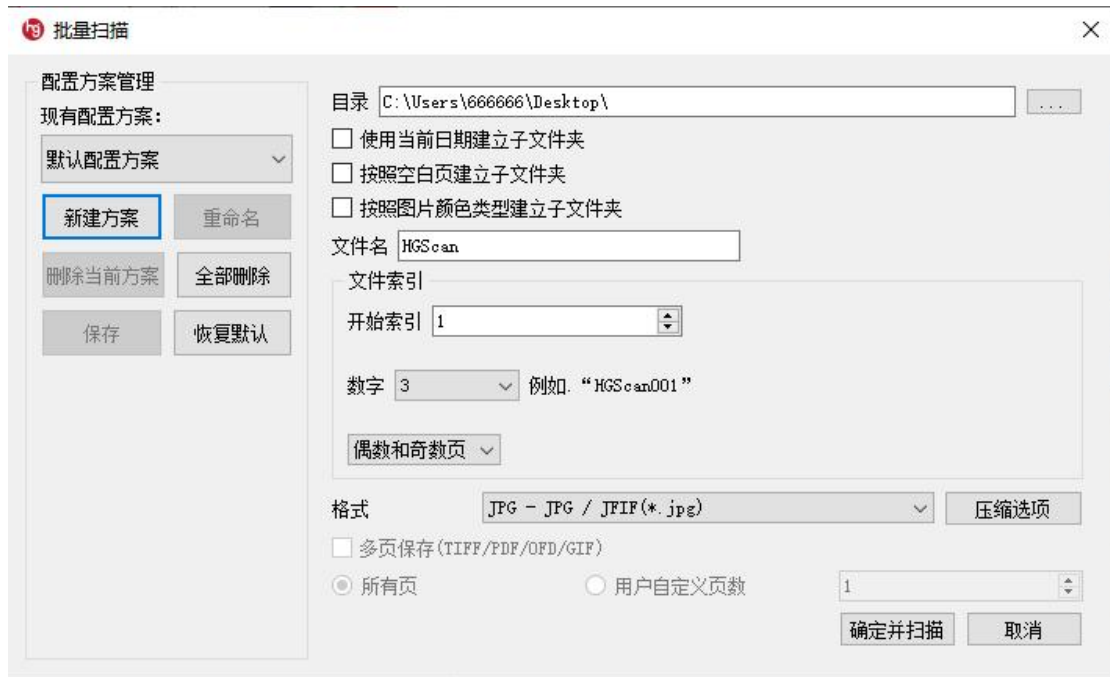 hg 批量扫描
配置方案管理
现有配置方案:
默认配置方案
新建方案 重命名
删除当前方案 全部删除
保存 恢复默认
目录 C:\Users\666666\Desktop\ ...
使用当前日期建立子文件夹
按照空白页建立子文件夹
按照图片颜色类型建立子文件夹
文件名 HGScan
文件索引
开始索引 1
数字 3 例如.“HGScan001”
偶数和奇数页
格式 JPG - JPG / JFIF(*.jpg) 压缩选项
多页保存(TIFF/PDF/OFD/GIF)
所有页 用户自定义页数 1
确定并扫描 取消